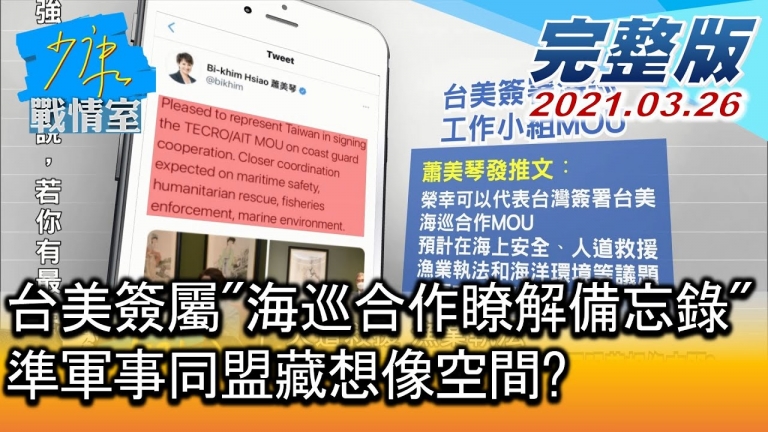 少康
戰情室
完整版
2021.03.26
強
說，若你有最
Tweet
Bi-khim Hsiao 蕭美琴
@bikhim
Pleased to represent Taiwan in signing
the TECRO/AIT MOU on coast guard
cooperation. Closer coordination
expected on maritime safety,
humanitarian rescue, fisheries
enforcement, marine environment.
台美簽
工作小組MOU
蕭美琴發推文：
榮幸可以代表台灣簽署台美
海巡合作MOU
預計在海上安全、人道救援
漁業執法和海洋環境等議題
台美簽屬"海巡合作瞭解備忘錄"
準軍事同盟藏想像空間?